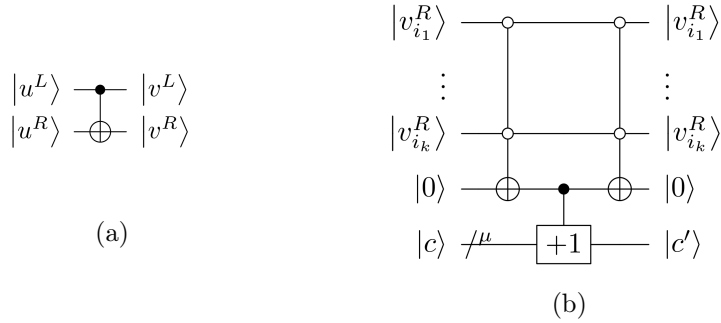 |u^L⟩ |v^L⟩
|u^R⟩ |v^R⟩
(a)
|v^R_{i_1}⟩ |v^R_{i_1}⟩
⋮ ⋮
|v^R_{i_k}⟩ |v^R_{i_k}⟩
|0⟩ |0⟩
|c⟩ μ +1 |c′⟩
(b)